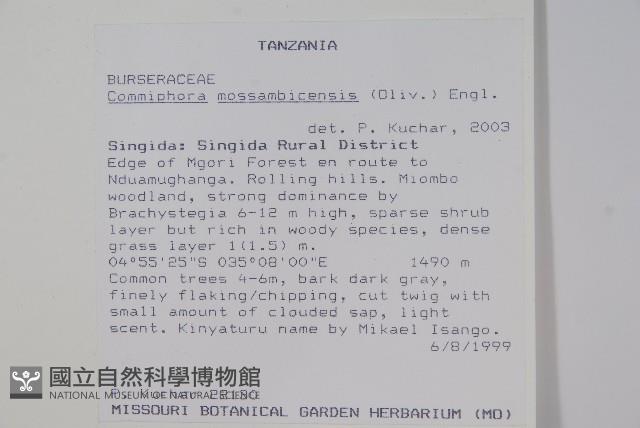 TANZANIA
BURSERACEAE
Commiphora mossambicensis (Oliv.) Engl.
det. P. Kuchar, 2003
Singida: Singida Rural District
Edge of Mgori Forest en route to
Nduamughanga. Rolling hills. Miombo
woodland, strong dominance by
Brachystegia 6-12 m high, sparse shrub
layer but rich in woody species, dense
grass layer 1(1.5) m.
04°55'25"S 035°08'00"E 1490 m
Common trees 4-6m, bark dark gray,
finely flaking/chipping, cut twig with
small amount of clouded sap, light
scent. Kinyaturu name by Mikael Isango.
6/8/1999
國立自然科學博物館
NATIONAL MUSEUM OF NATURAL SCIENCE
P. Kuchar
MISSOURI BOTANICAL GARDEN HERBARIUM (MO)